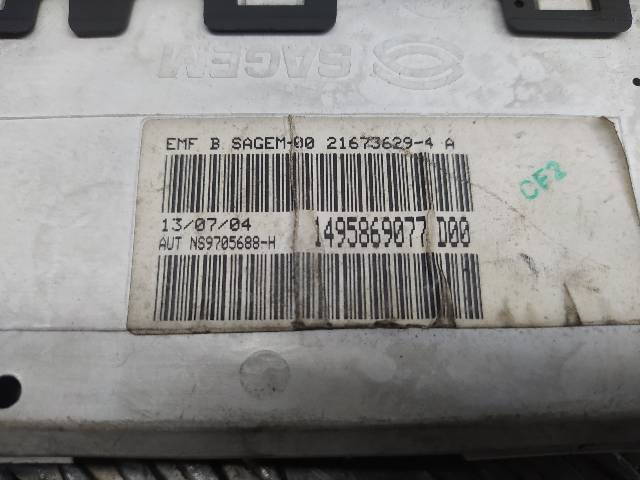 SAGEM
EMF B SAGEM-00 21673629-4 A
CF2
13/07/04
1495869077 D00
AUT NS9705688-H